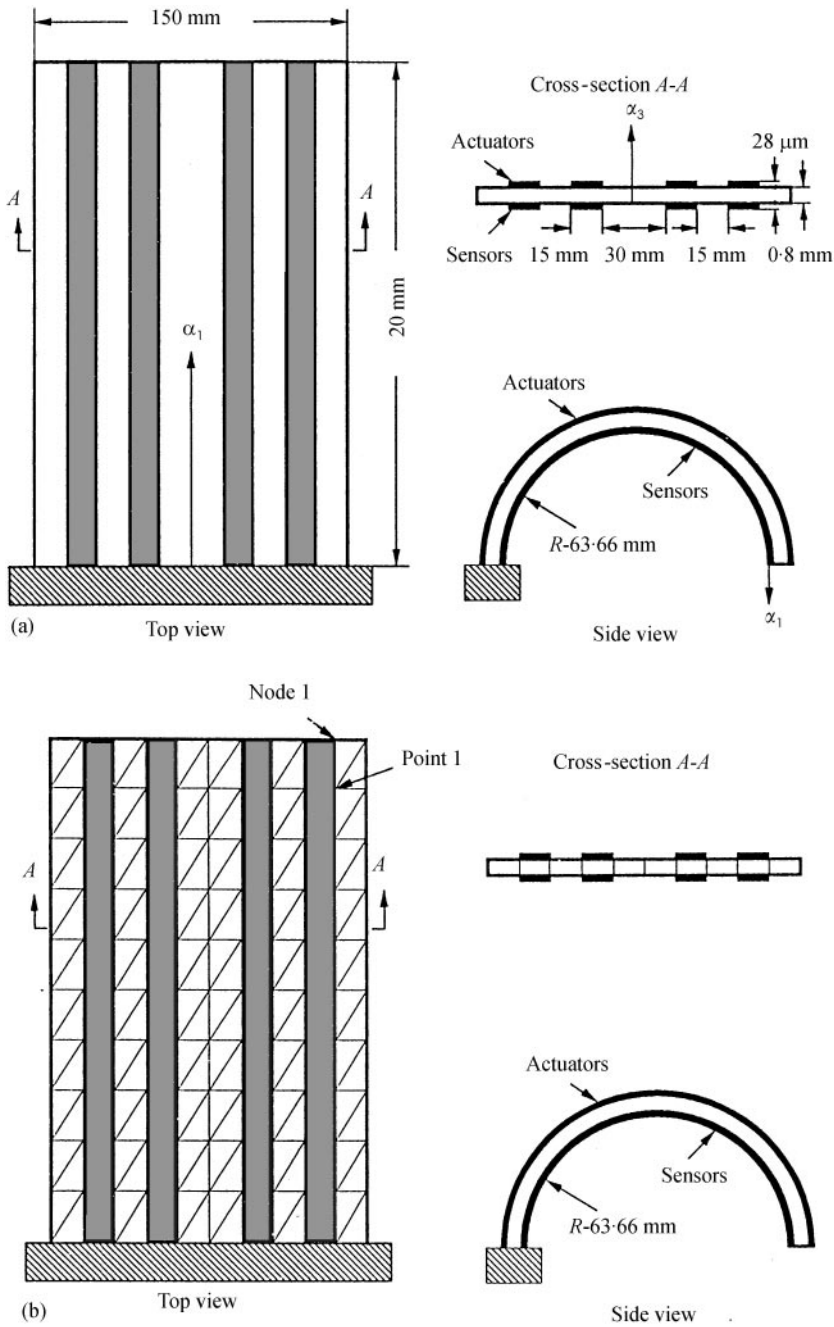 150 mm
Cross-section A-A
α3
Actuators
28 μm
A
A
Sensors
15 mm
30 mm
15 mm
0·8 mm
20 mm
α1
Actuators
Sensors
R-63·66 mm
α1
(a)
Top view
Side view
Node 1
Point 1
Cross-section A-A
A
A
Actuators
Sensors
R-63·66 mm
(b)
Top view
Side view